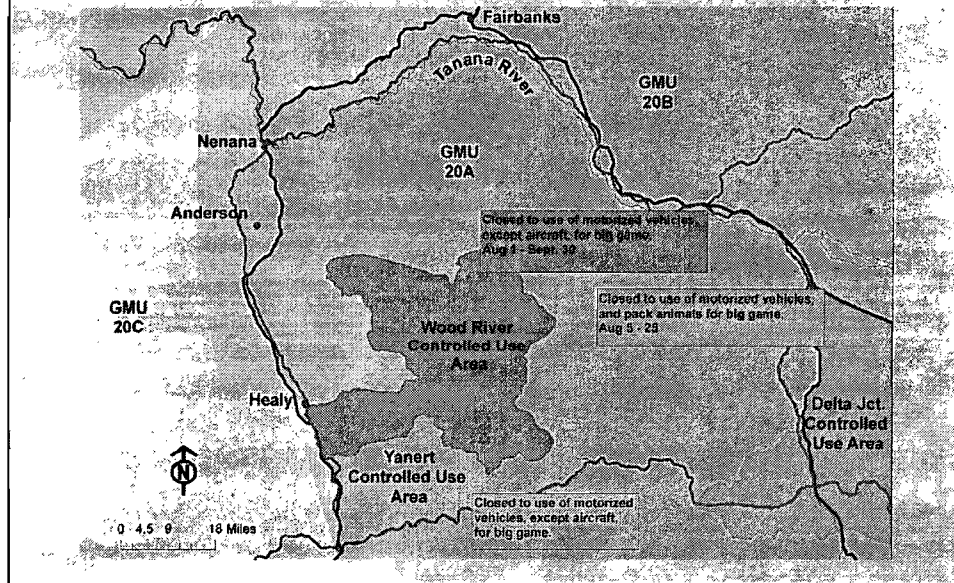 Fairbanks
Tanana River
GMU
20B
Nenana
GMU
20A
Anderson
Closed to use of motorized vehicles,
except aircraft, for big game.
Aug 1 - Sept. 30
Closed to use of motorized vehicles,
and pack animals for big game.
Aug 5 - 25
GMU
20C
Wood River
Controlled Use
Area
Healy
Delta Jct.
Controlled
Use Area
Yanert
Controlled Use
Area
N
Closed to use of motorized
vehicles, except aircraft,
for big game.
0 4.5 9 18 Miles